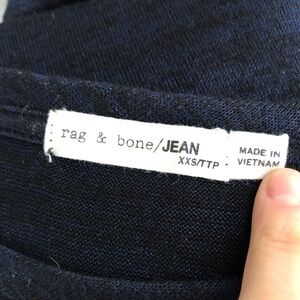 rag & bone/JEAN
XXS/TTP
MADE IN
VIETNAM